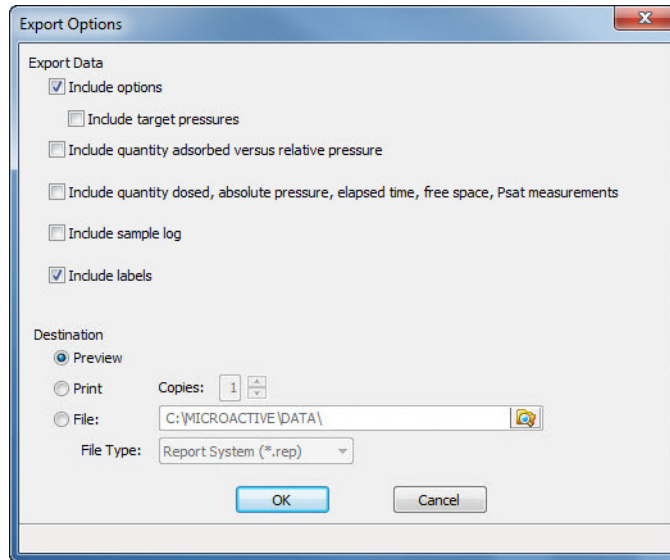 Export Options
Export Data
Include options
Include target pressures
Include quantity adsorbed versus relative pressure
Include quantity dosed, absolute pressure, elapsed time, free space, Psat measurements
Include sample log
Include labels
Destination
Preview
Print Copies: 1
File: C:\MICROACTIVE\DATA\
File Type: Report System (*.rep)
OK Cancel